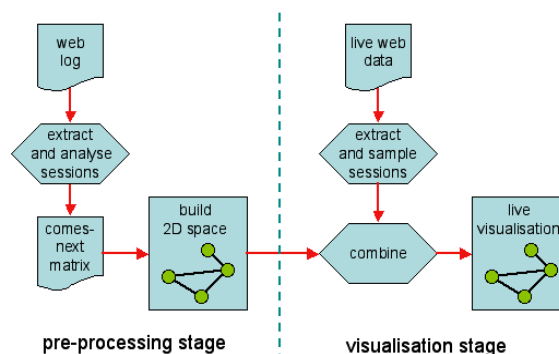 web
log
extract
and analyse
sessions
comes-
next
matrix
build
2D space
pre-processing stage
live web
data
extract
and sample
sessions
combine
live
visualisation
visualisation stage